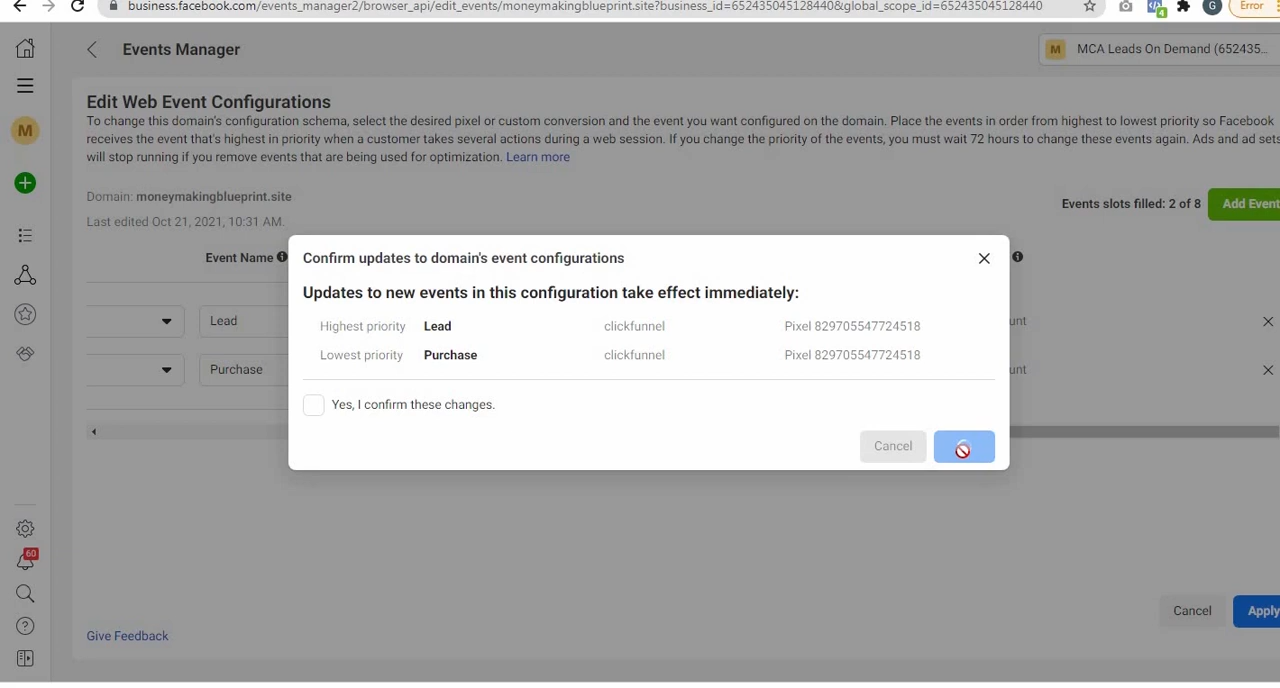 business.facebook.com/events_manager2/browser_api/edit_events/moneymakingblueprint.site?business_id=652435045128440&global_scope_id=652435045128440
4
G
Error
Events Manager
M
MCA Leads On Demand (652435...
Edit Web Event Configurations
M
To change this domain's configuration schema, select the desired pixel or custom conversion and the event you want configured on the domain. Place the events in order from highest to lowest priority so Facebook
receives the event that's highest in priority when a customer takes several actions during a web session. If you change the priority of the events, you must wait 72 hours to change these events again. Ads and ad sets
will stop running if you remove events that are being used for optimization. Learn more
Domain: moneymakingblueprint.site
Events slots filled: 2 of 8
Add Event
Last edited Oct 21, 2021, 10:31 AM.
Event Name
Confirm updates to domain's event configurations
Updates to new events in this configuration take effect immediately:
Lead
Highest priority Lead clickfunnel Pixel 829705547724518
unt
Lowest priority Purchase clickfunnel Pixel 829705547724518
Purchase
unt
Yes, I confirm these changes.
Cancel
60
Cancel
Apply
Give Feedback